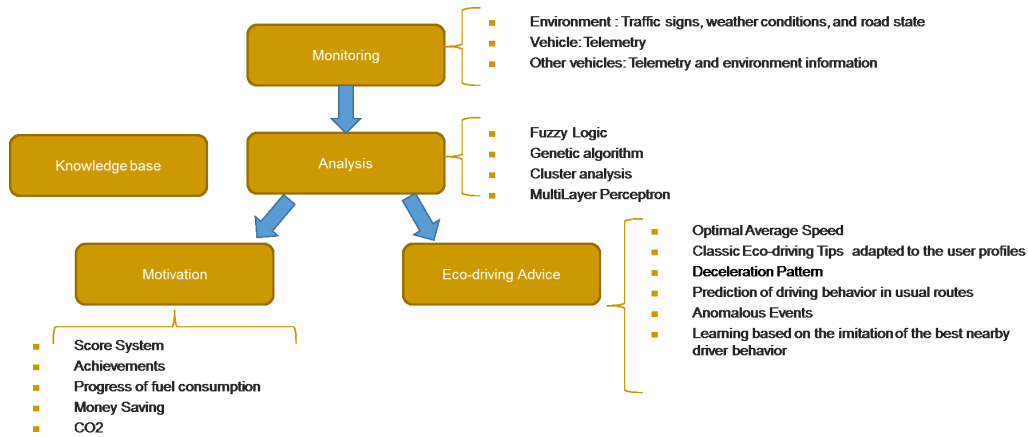 Monitoring
Environment : Traffic signs, weather conditions, and road state
Vehicle: Telemetry
Other vehicles: Telemetry and environment information
Knowledge base
Analysis
Fuzzy Logic
Genetic algorithm
Cluster analysis
MultiLayer Perceptron
Motivation
Eco-driving Advice
Optimal Average Speed
Classic Eco-driving Tips adapted to the user profiles
Deceleration Pattern
Prediction of driving behavior in usual routes
Anomalous Events
Learning based on the imitation of the best nearby
driver behavior
Score System
Achievements
Progress of fuel consumption
Money Saving
CO2